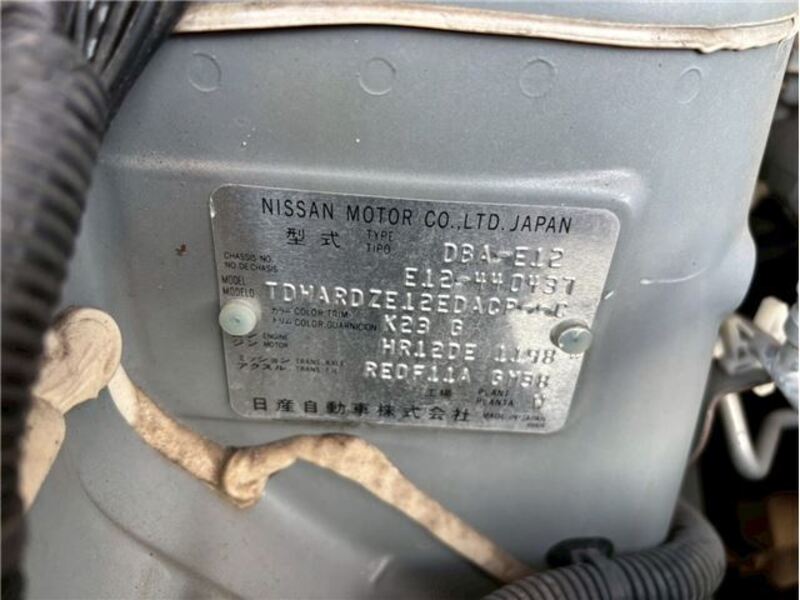 NISSAN MOTOR CO.,LTD. JAPAN
型式 TYPE TIPO DBA-E12
CHASSIS NO. NO.DE CHASIS E12-440437
MODEL MODELO
カラー COLOR,TRIM
トリム COLOR,GUARNICION K23 G
エンジン ENGINE MOTOR HR12DE 1198
ミッション TRANS.,AXLE
アクスル TRANS.,EJE RE0F11A
工場 PLANT PLANTA
日産自動車株式会社 MADE IN JAPAN